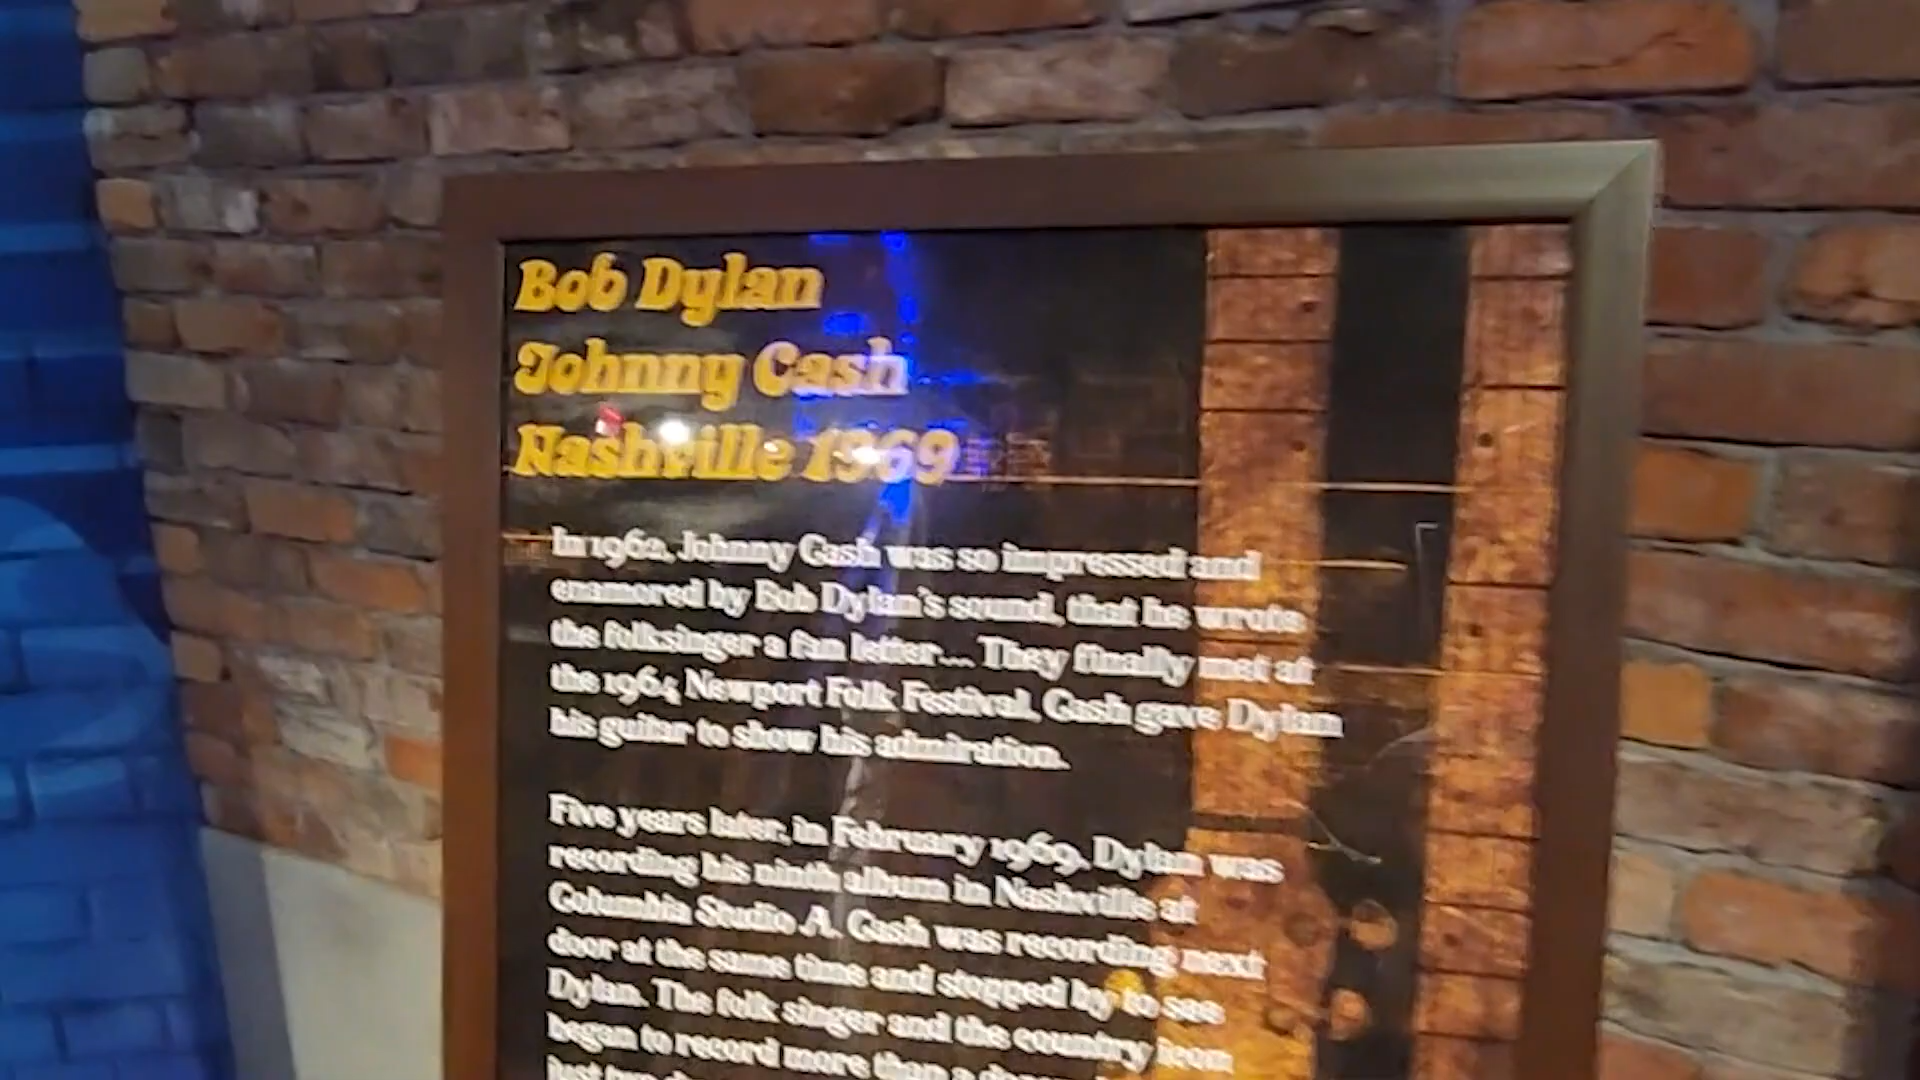 Bob Dylan
Johnny Cash
Nashville 1969
In 1962, Johnny Cash was so impressed and
enamored by Bob Dylan's sound, that he wrote
the folksinger a fan letter... They finally met at
the 1964 Newport Folk Festival. Cash gave Dylan
his guitar to show his admiration.
Five years later, in February 1969, Dylan was
recording his ninth album in Nashville at
Columbia Studio A. Cash was recording next
door at the same time and stopped by to see
Dylan. The folk singer and the country icon
began to record more than a
just two